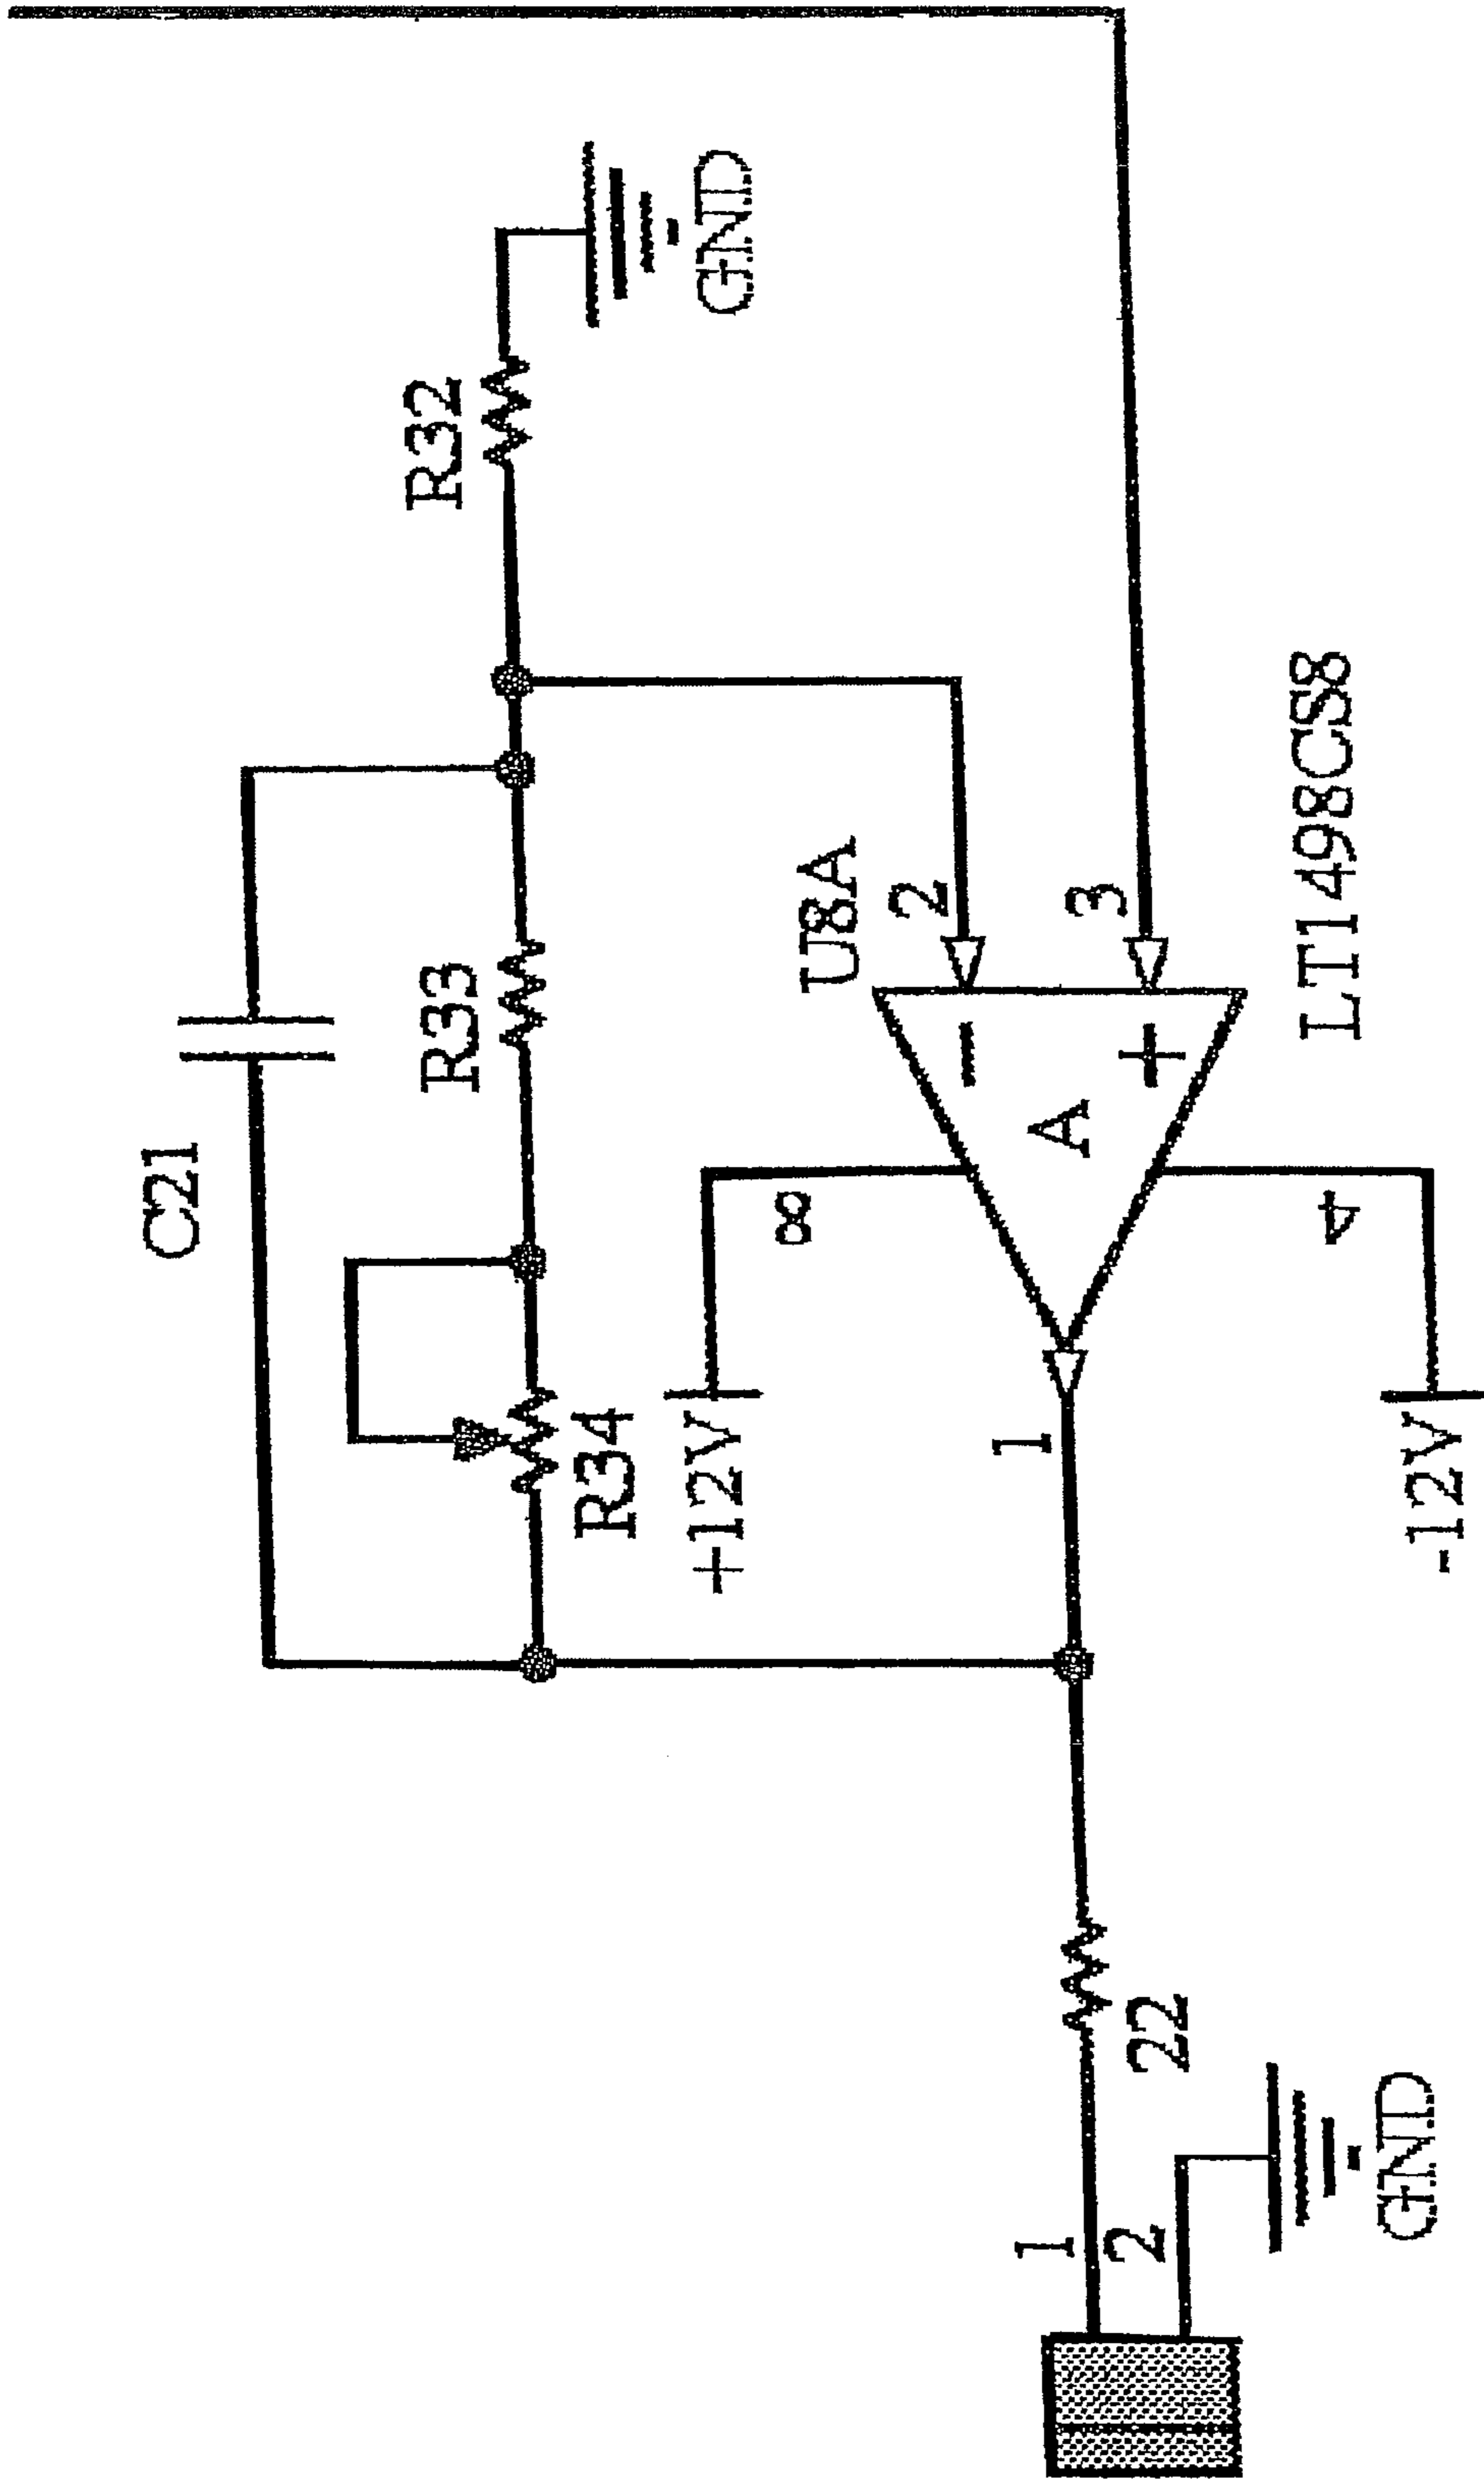 C21
R34
R33
R32
GND
+12V
8
U8A
2
1
A
−
+
3
-12V
4
LT1498CS8
1
2
22
GND